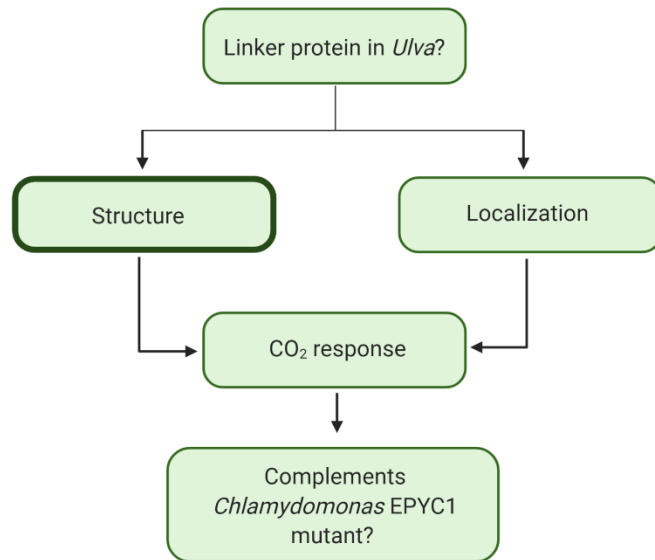 Linker protein in Ulva?
Structure
Localization
CO₂ response
Complements
Chlamydomonas EPYC1
mutant?